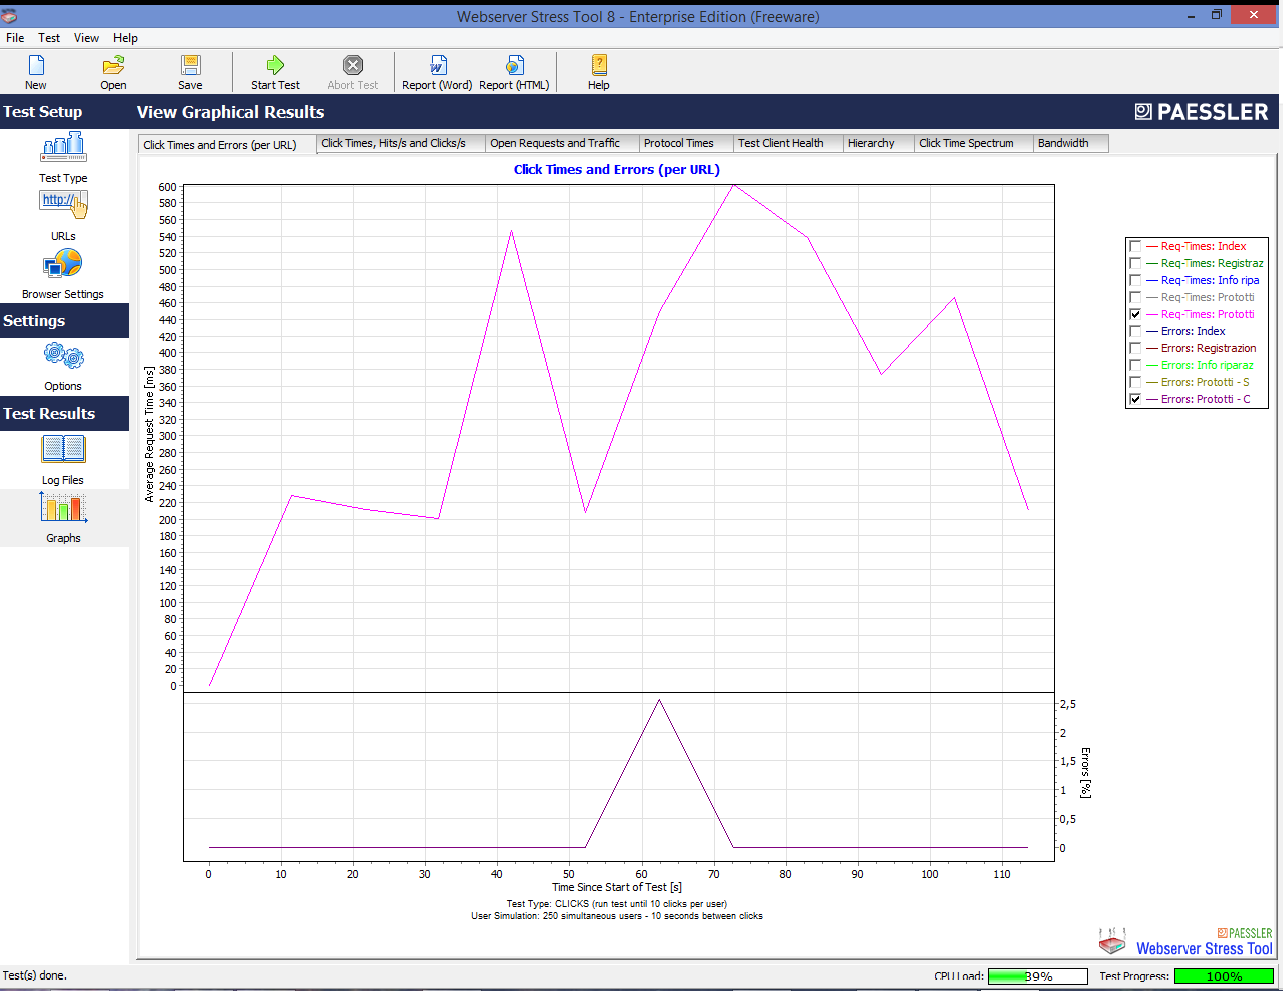 Webserver Stress Tool 8 - Enterprise Edition (Freeware)
File Test View Help
New Open Save Start Test Abort Test Report (Word) Report (HTML) Help
Test Setup
View Graphical Results
PAESSLER
Test Type
http://
URLs
Browser Settings
Settings
Options
Test Results
Log Files
Graphs
Click Times and Errors (per URL) Click Times, Hits/s and Clicks/s Open Requests and Traffic Protocol Times Test Client Health Hierarchy Click Time Spectrum Bandwidth
Click Times and Errors (per URL)
600
580
560
540
520
500
480
460
440
420
400
380
360
340
320
300
280
260
240
220
200
180
160
140
120
100
80
60
40
20
0
Average Request Time [ms]
Req-Times: Index
Req-Times: Registraz
Req-Times: Info ripa
Req-Times: Prototti
Req-Times: Prototti
Errors: Index
Errors: Registrazion
Errors: Info riparaz
Errors: Prototti - S
Errors: Prototti - C
2,5
2
1,5
1
0,5
0
Errors [%]
0 10 20 30 40 50 60 70 80 90 100 110
Time Since Start of Test [s]
Test Type: CLICKS (run test until 10 clicks per user)
User Simulation: 250 simultaneous users - 10 seconds between clicks
PAESSLER
Webserver Stress Tool
Test(s) done.
CPU Load: 39% Test Progress: 100%